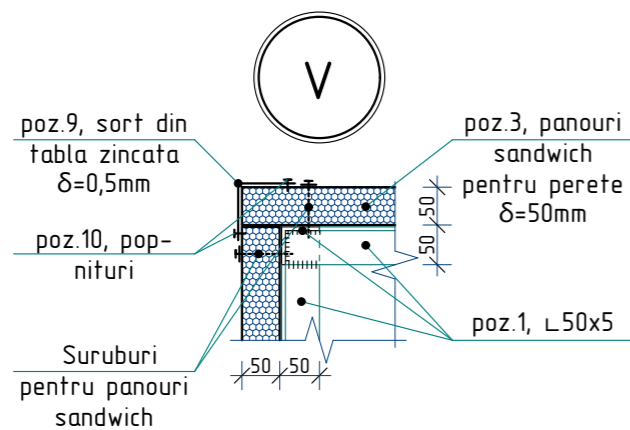 V
poz.9, sort din
tabla zincata
δ=0,5mm
poz.3, panouri
sandwich
pentru perete
δ=50mm
50
50
poz.10, pop-
nituri
poz.1, ∟50x5
Suruburi
pentru panouri
sandwich
50 50